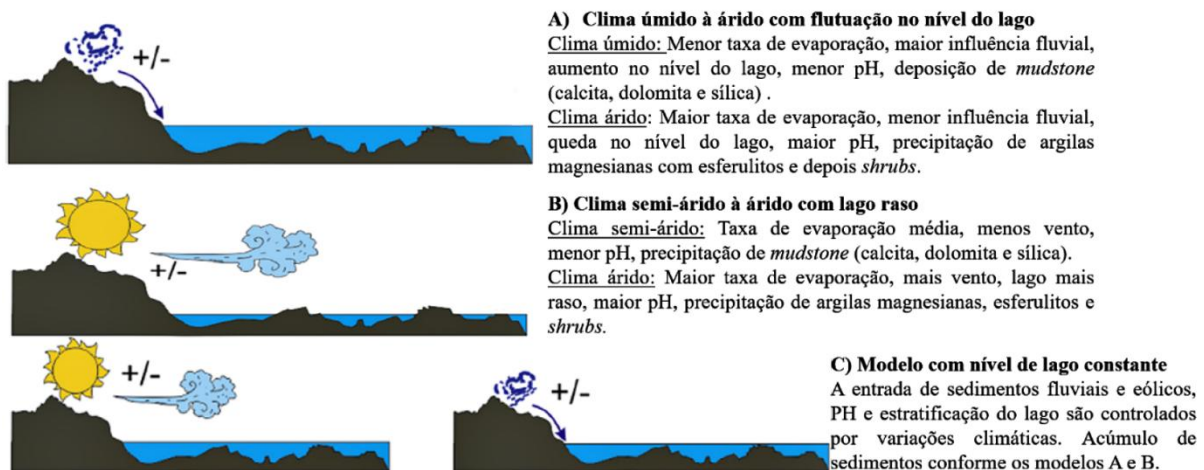 A) Clima úmido à árido com flutuação no nível do lago
Clima úmido: Menor taxa de evaporação, maior influência fluvial,
aumento no nível do lago, menor pH, deposição de mudstone
(calcita, dolomita e sílica) .
Clima árido: Maior taxa de evaporação, menor influência fluvial,
queda no nível do lago, maior pH, precipitação de argilas
magnesianas com esferulitos e depois shrubs.
+/-
B) Clima semi-árido à árido com lago raso
Clima semi-árido: Taxa de evaporação média, menos vento,
menor pH, precipitação de mudstone (calcita, dolomita e sílica).
Clima árido: Maior taxa de evaporação, mais vento, lago mais
raso, maior pH, precipitação de argilas magnesianas, esferulitos e
shrubs.
+/-
C) Modelo com nível de lago constante
A entrada de sedimentos fluviais e eólicos,
PH e estratificação do lago são controlados
por variações climáticas. Acúmulo de
sedimentos conforme os modelos A e B.
+/-
+/-